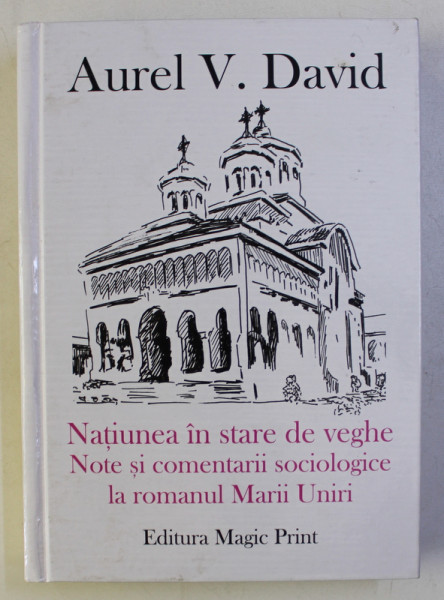 Aurel V. David
Națiunea în stare de veghe
Note și comentarii sociologice
la romanul Marii Uniri
Editura Magic Print